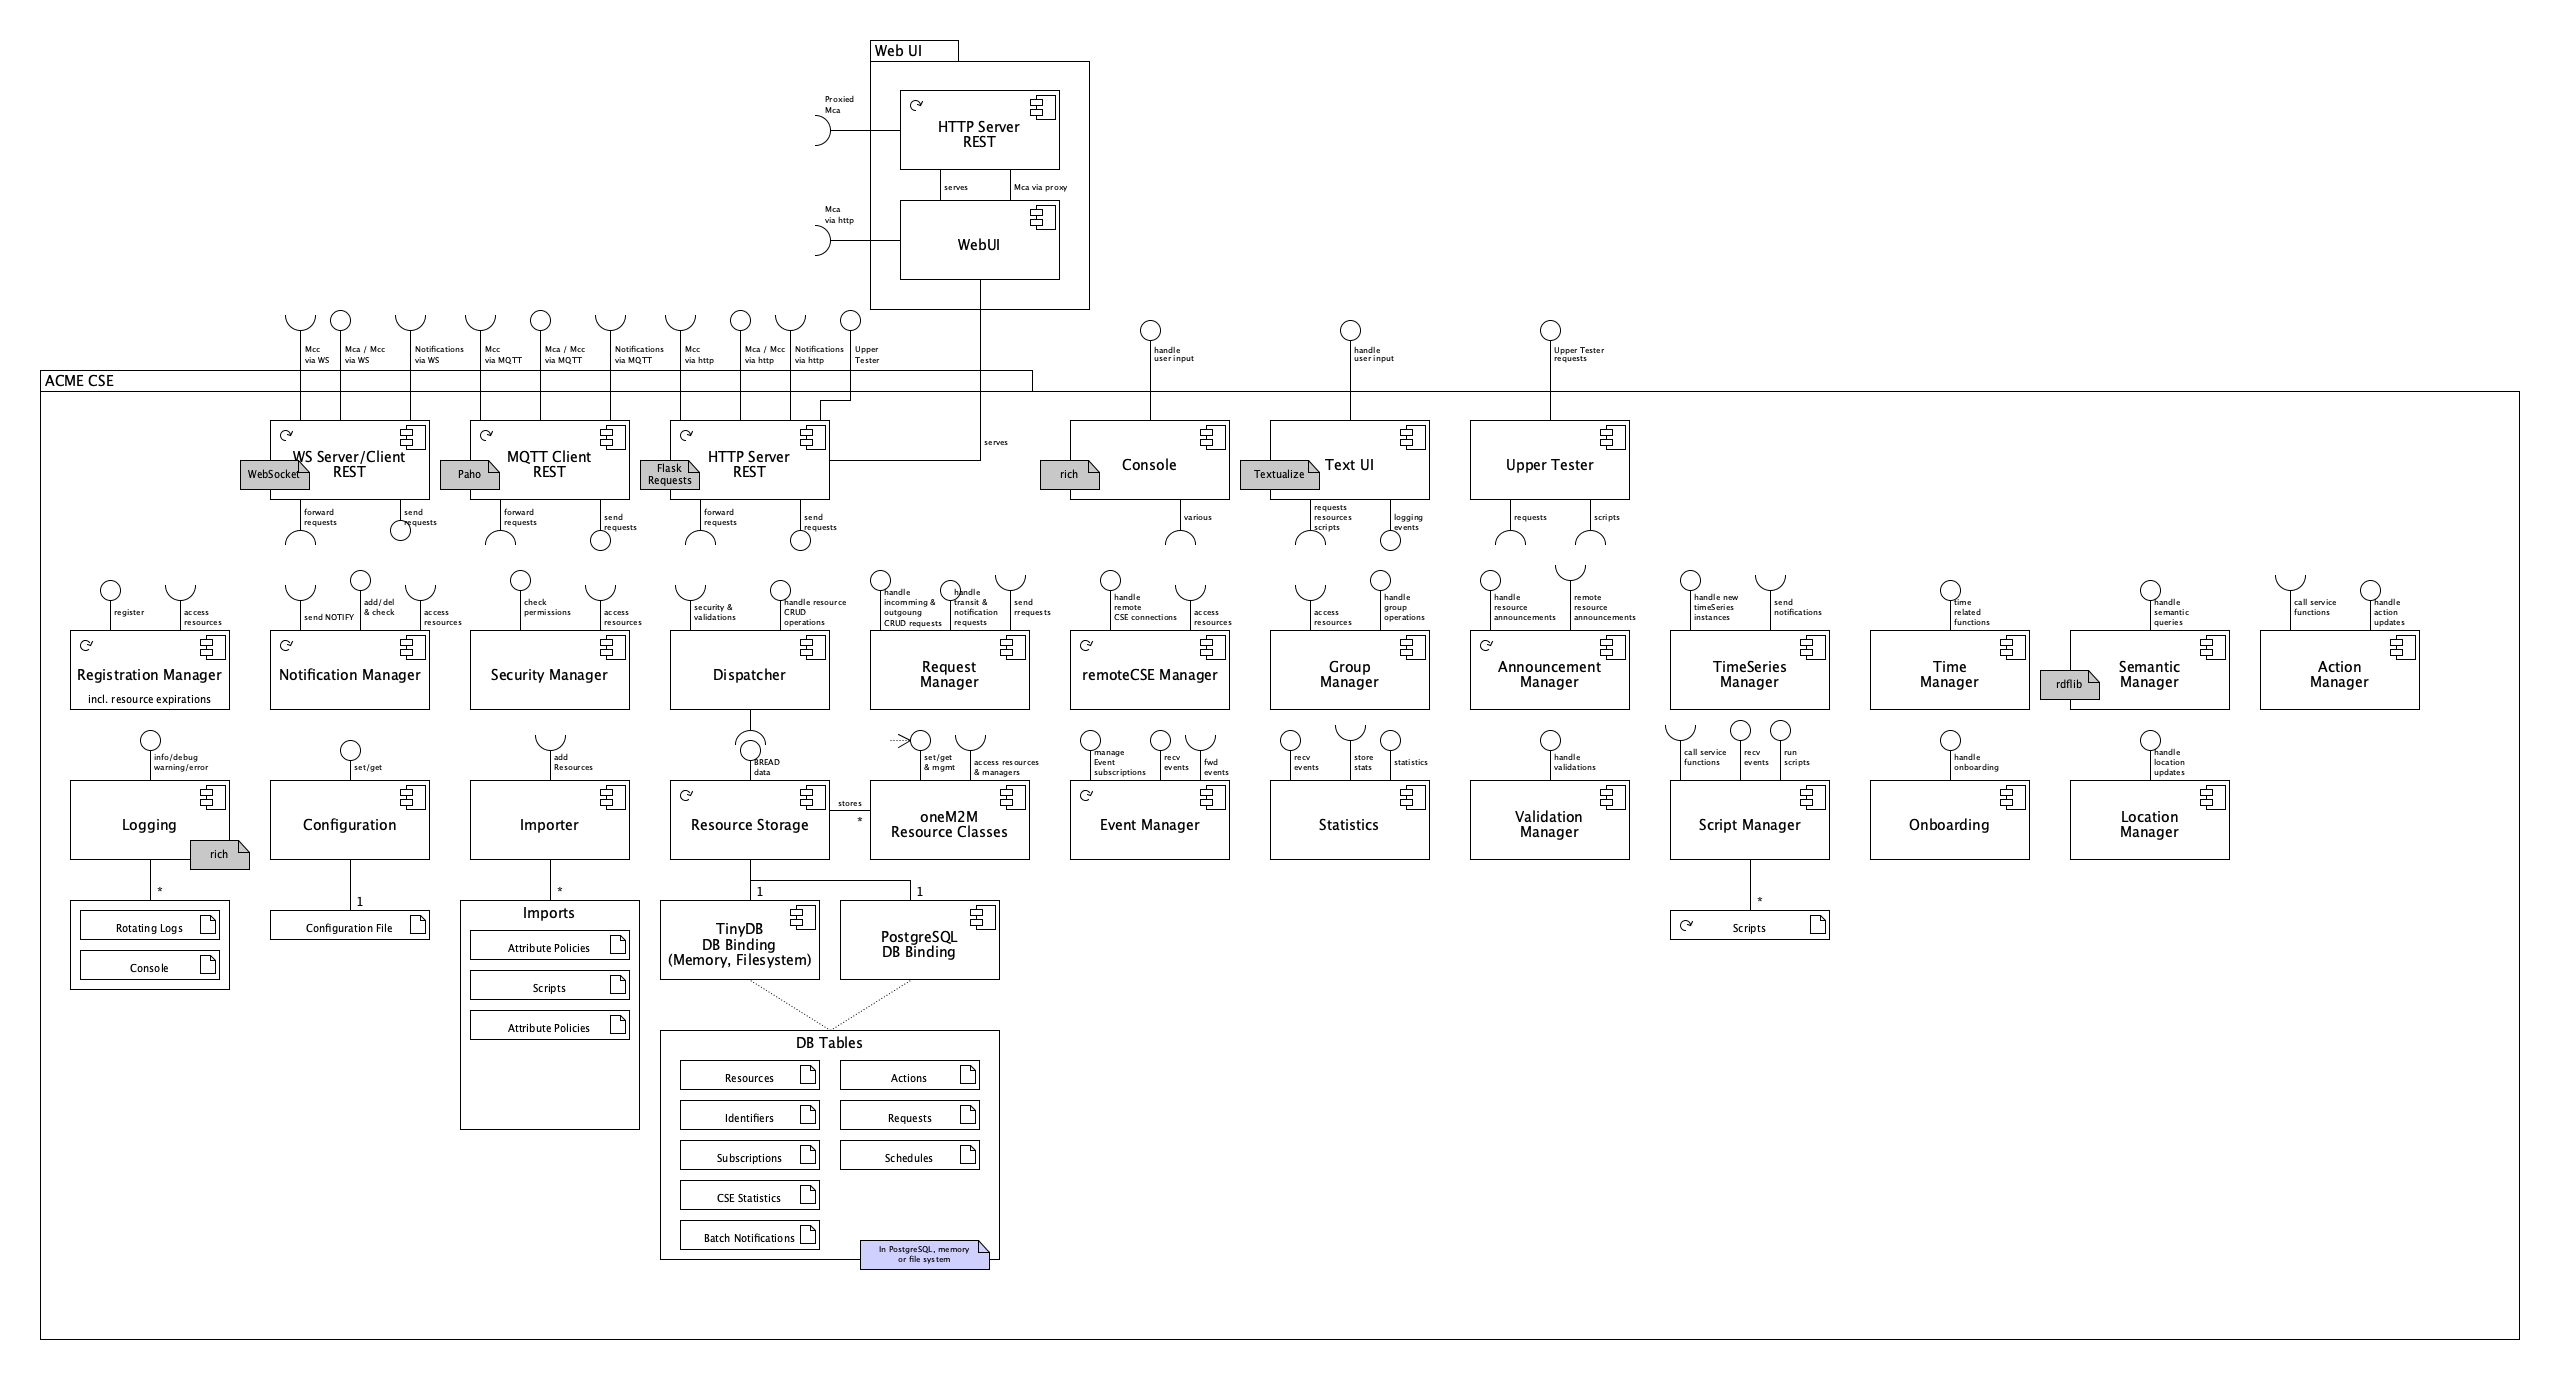 Web UI
Proxied
Mca
HTTP Server
REST
serves
Mca via proxy
Mca
via http
WebUI
Mcc
via WS
Mca / Mcc
via WS
Notifications
via WS
Mcc
via MQTT
Mca / Mcc
via MQTT
Notifications
via MQTT
Mcc
via http
Mca / Mcc
via http
Notifications
via http
Upper
Tester
handle
user input
handle
user input
Upper Tester
requests
ACME CSE
WS Server/Client
REST
WebSocket
MQTT Client
REST
Paho
HTTP Server
REST
Flask
Requests
serves
Console
rich
Text UI
Textualize
Upper Tester
forward
requests
send
requests
forward
requests
send
requests
forward
requests
send
requests
various
requests
resources
scripts
logging
events
requests
scripts
register
access
resources
send NOTIFY
add/del
& check
access
resources
check
permissions
access
resources
security &
validations
handle resource
CRUD
operations
handle
incomming &
outgoung
CRUD requests
handle
transit &
notification
requests
send
rrequests
handle
remote
CSE connections
access
resources
access
resources
handle
group
operations
handle
resource
announcements
remote
resource
announcements
handle new
timeSeries
instances
send
notifications
time
related
functions
handle
semantic
queries
call service
functions
handle
action
updates
Registration Manager
incl. resource expirations
Notification Manager
Security Manager
Dispatcher
Request
Manager
remoteCSE Manager
Group
Manager
Announcement
Manager
TimeSeries
Manager
Time
Manager
Semantic
Manager
rdflib
Action
Manager
info/debug
warning/error
set/get
add
Resources
BREAD
data
set/get
& mgmt
access resources
& managers
manage
Event
subscriptions
recv
events
fwd
events
recv
events
store
stats
statistics
handle
validations
call service
functions
recv
events
run
scripts
handle
onboarding
handle
location
updates
Logging
rich
Configuration
Importer
Resource Storage
stores
*
oneM2M
Resource Classes
Event Manager
Statistics
Validation
Manager
Script Manager
Onboarding
Location
Manager
*
1
*
1
1
*
Rotating Logs
Console
Configuration File
Imports
Attribute Policies
Scripts
Attribute Policies
TinyDB
DB Binding
(Memory, Filesystem)
PostgreSQL
DB Binding
Scripts
DB Tables
Resources
Actions
Identifiers
Requests
Subscriptions
Schedules
CSE Statistics
Batch Notifications
In PostgreSQL, memory
or file system